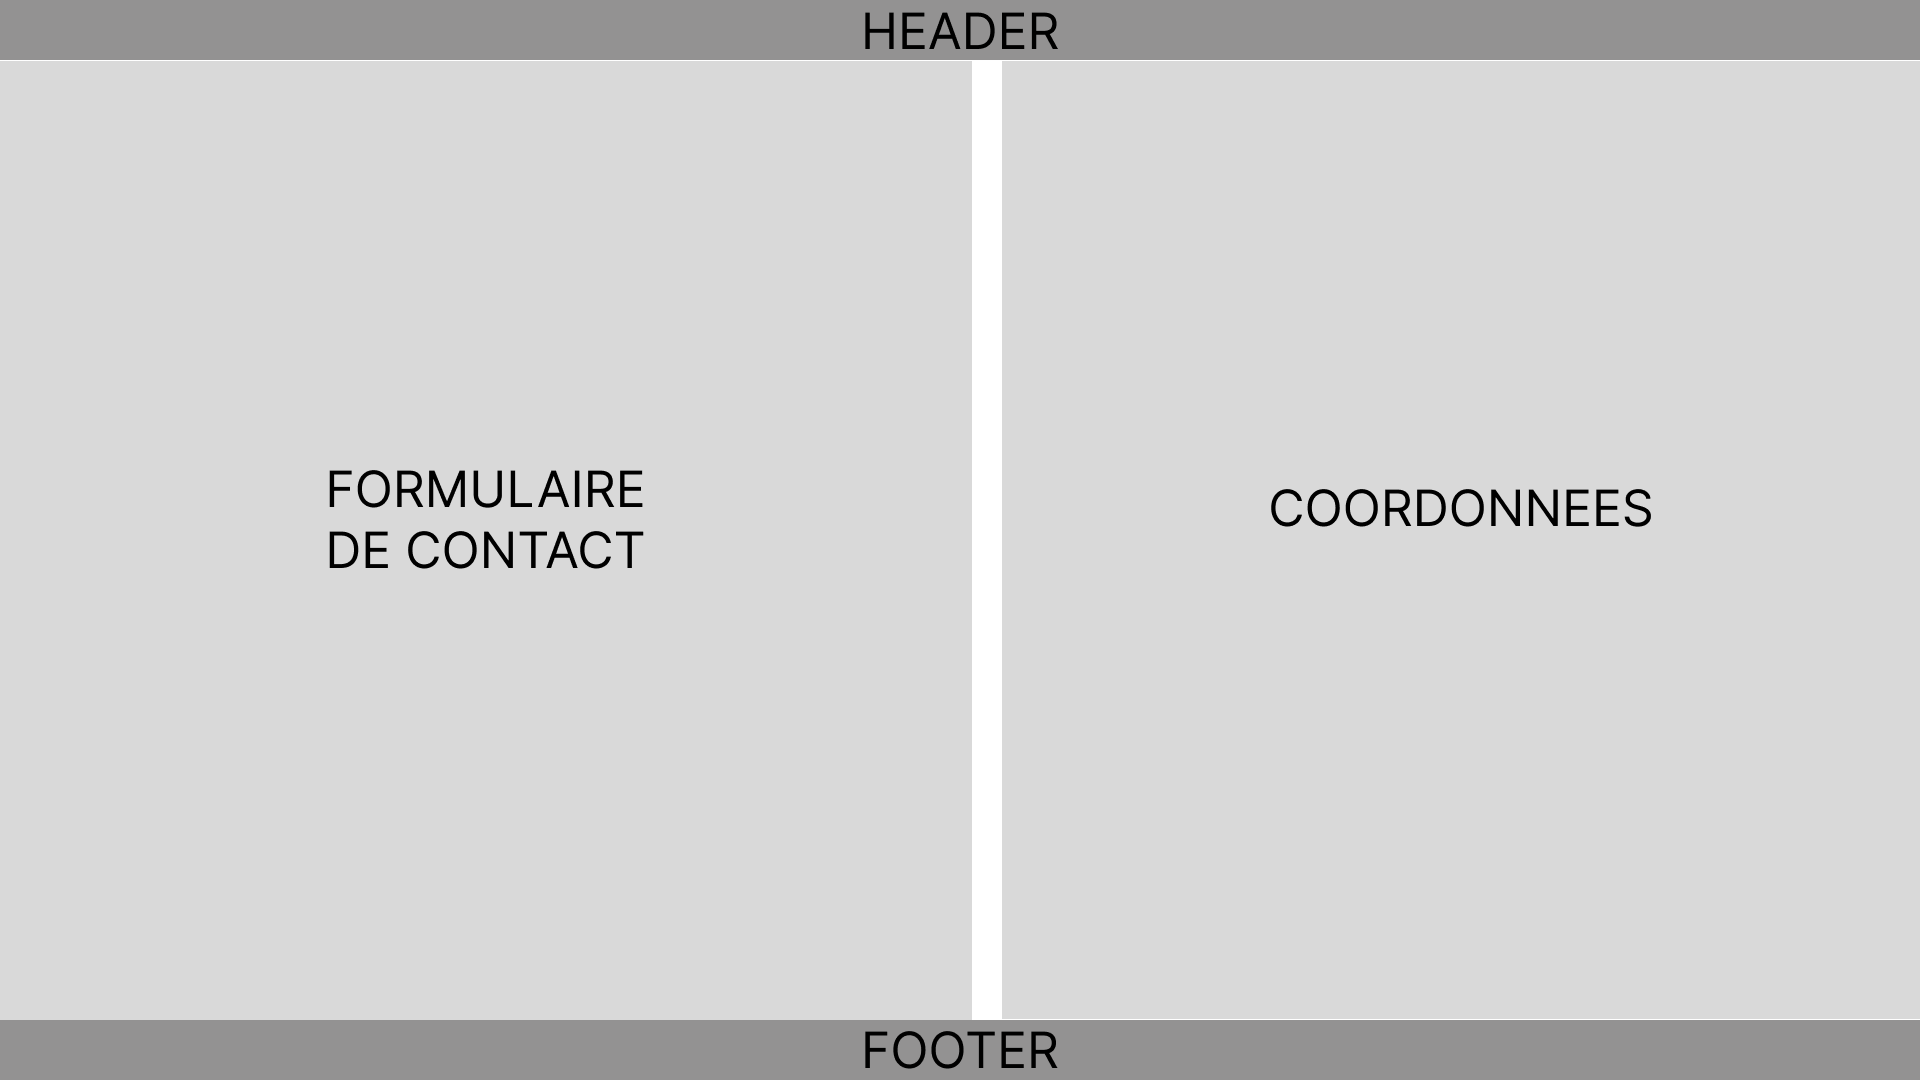 HEADER
FORMULAIRE
DE CONTACT
COORDONNEES
FOOTER